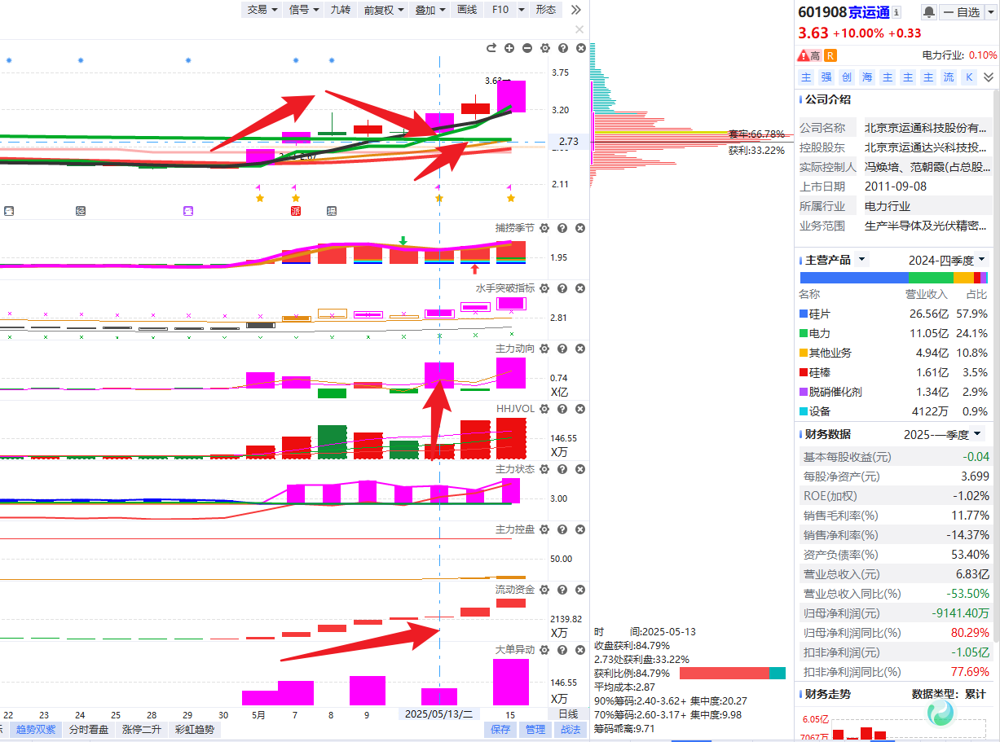 交易 信号 九转 前复权 叠加 画线 F10 形态
3.63
3.75
3.20
2.73
2.11
捕捞季节
1.95
水手突破指标
2.81
主力动向
0.74
X亿
HHJVOL
146.55
X万
主力状态
3.00
主力控盘
50.00
流动资金
2139.82
X万
大单异动
146.55
X万
22 23 24 25 28 29 30 5月 7 8 9 2025/05/13/二 15 日线
趋势双紫 分时看盘 涨停二升 彩虹趋势 保存 管理 战法
套牢:66.78%
获利:33.22%
时 间:2025-05-13
收盘获利:84.79%
2.73处获利盘:33.22%
获利比例:84.79%
平均成本:2.87
90%筹码:2.40-3.62+ 集中度:20.27
70%筹码:2.60-3.17+ 集中度:9.98
筹码乖离:9.71
601908京运通 自选
3.63 +10.00% +0.33
高 R 电力行业: 0.10%
主 强 创 海 主 主 主 流 K
公司介绍
公司名称 北京京运通科技股份有...
控股股东 北京京运通达兴科技投...
实际控制人 冯焕培、范朝霞(占总股...
上市日期 2011-09-08
所属行业 电力行业
业务范围 生产半导体及光伏精密...
主营产品 2024-四季度
名称 营业收入 占比
硅片 26.56亿 57.9%
电力 11.05亿 24.1%
其他业务 4.94亿 10.8%
硅棒 1.61亿 3.5%
脱硝催化剂 1.34亿 2.9%
设备 4122万 0.9%
财务数据 2025-一季度
基本每股收益(元) -0.04
每股净资产(元) 3.699
ROE(加权) -1.02%
销售毛利率(%) 11.77%
销售净利率(%) -14.37%
资产负债率(%) 53.40%
营业总收入(元) 6.83亿
营业总收入同比(%) -53.50%
归母净利润(元) -9141.40万
归母净利润同比(%) 80.29%
扣非净利润(元) -1.05亿
扣非净利润同比(%) 77.69%
财务走势 数据类型: 累计
6.05亿
7067万